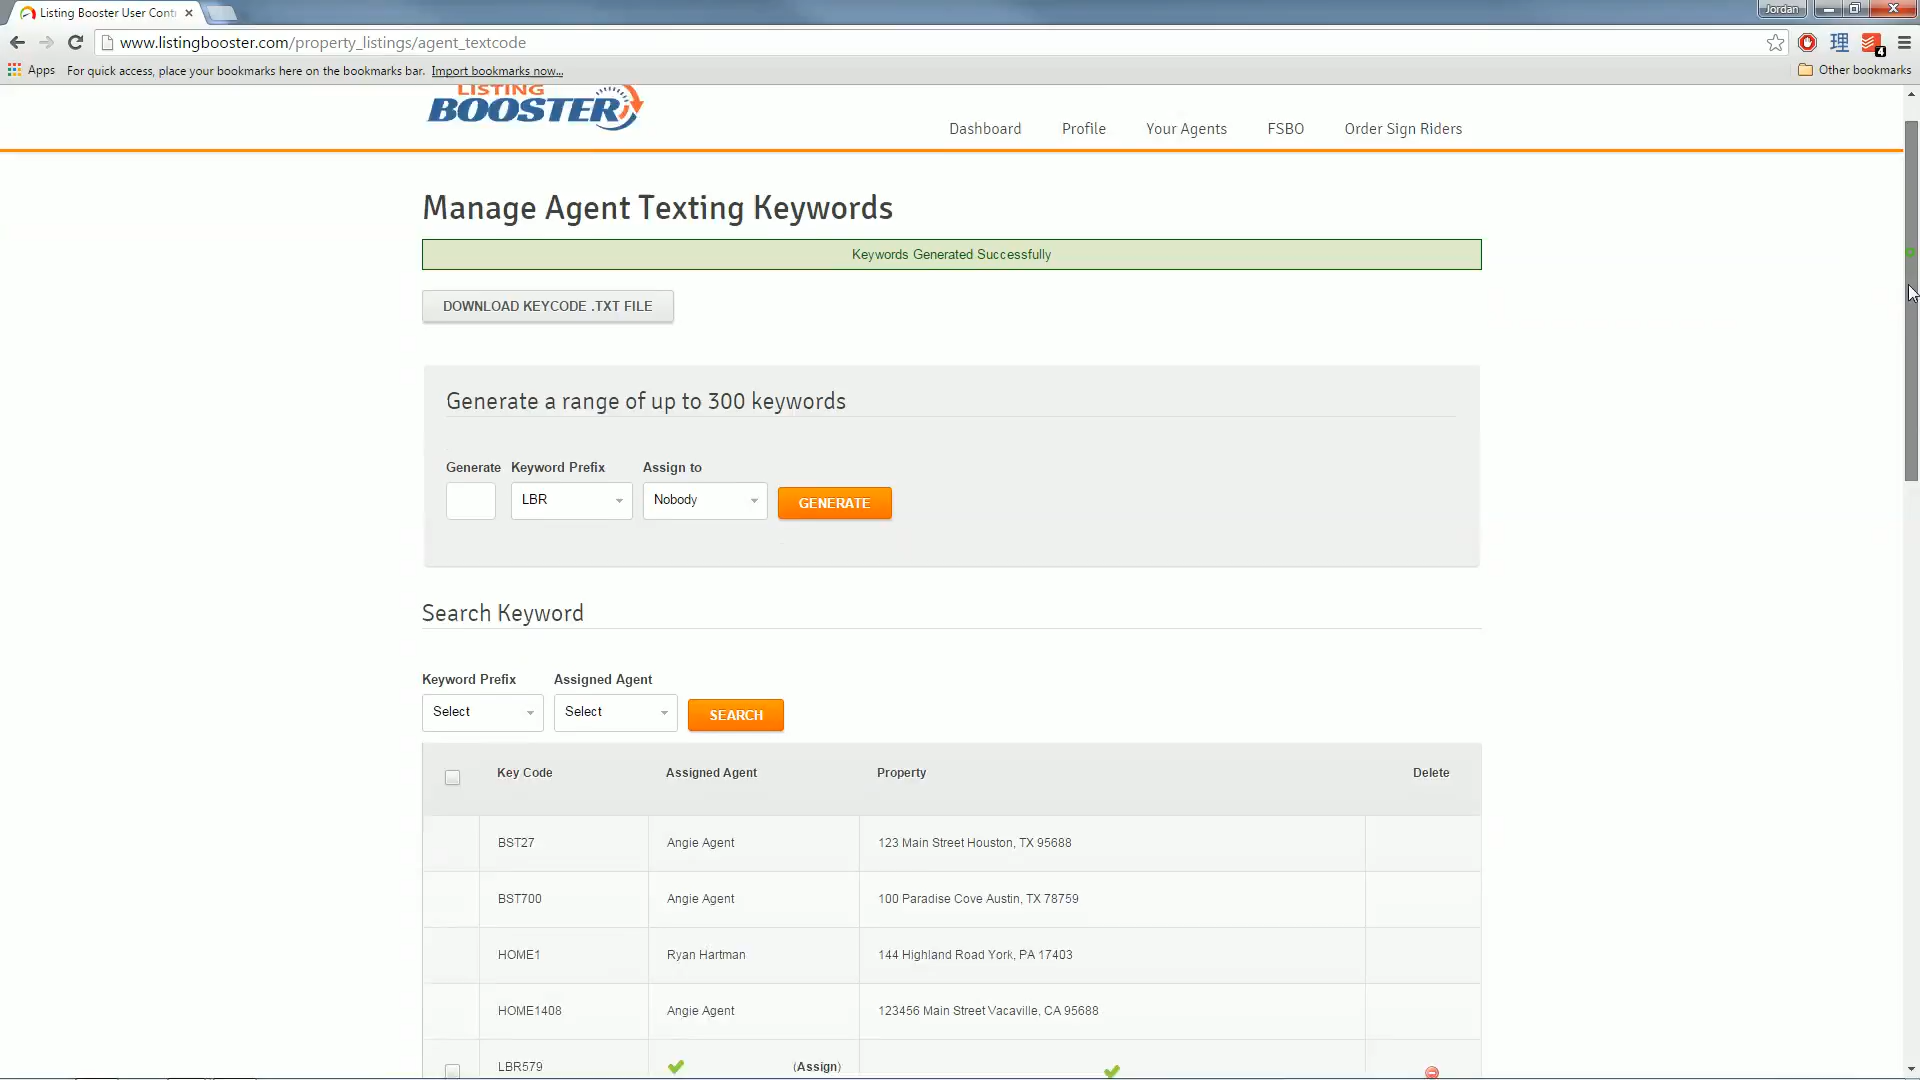 Listing Booster User Cont
Jordan
www.listingbooster.com/property_listings/agent_textcode
理
4
Apps For quick access, place your bookmarks here on the bookmarks bar. Import bookmarks now... Other bookmarks
LISTING
BOOSTER
Dashboard Profile Your Agents FSBO Order Sign Riders
Manage Agent Texting Keywords
Keywords Generated Successfully
DOWNLOAD KEYCODE .TXT FILE
Generate a range of up to 300 keywords
Generate Keyword Prefix Assign to
LBR Nobody GENERATE
Search Keyword
Keyword Prefix Assigned Agent
Select Select SEARCH
Key Code Assigned Agent Property Delete
BST27 Angie Agent 123 Main Street Houston, TX 95688
BST700 Angie Agent 100 Paradise Cove Austin, TX 78759
HOME1 Ryan Hartman 144 Highland Road York, PA 17403
HOME1408 Angie Agent 123456 Main Street Vacaville, CA 95688
LBR579 (Assign)